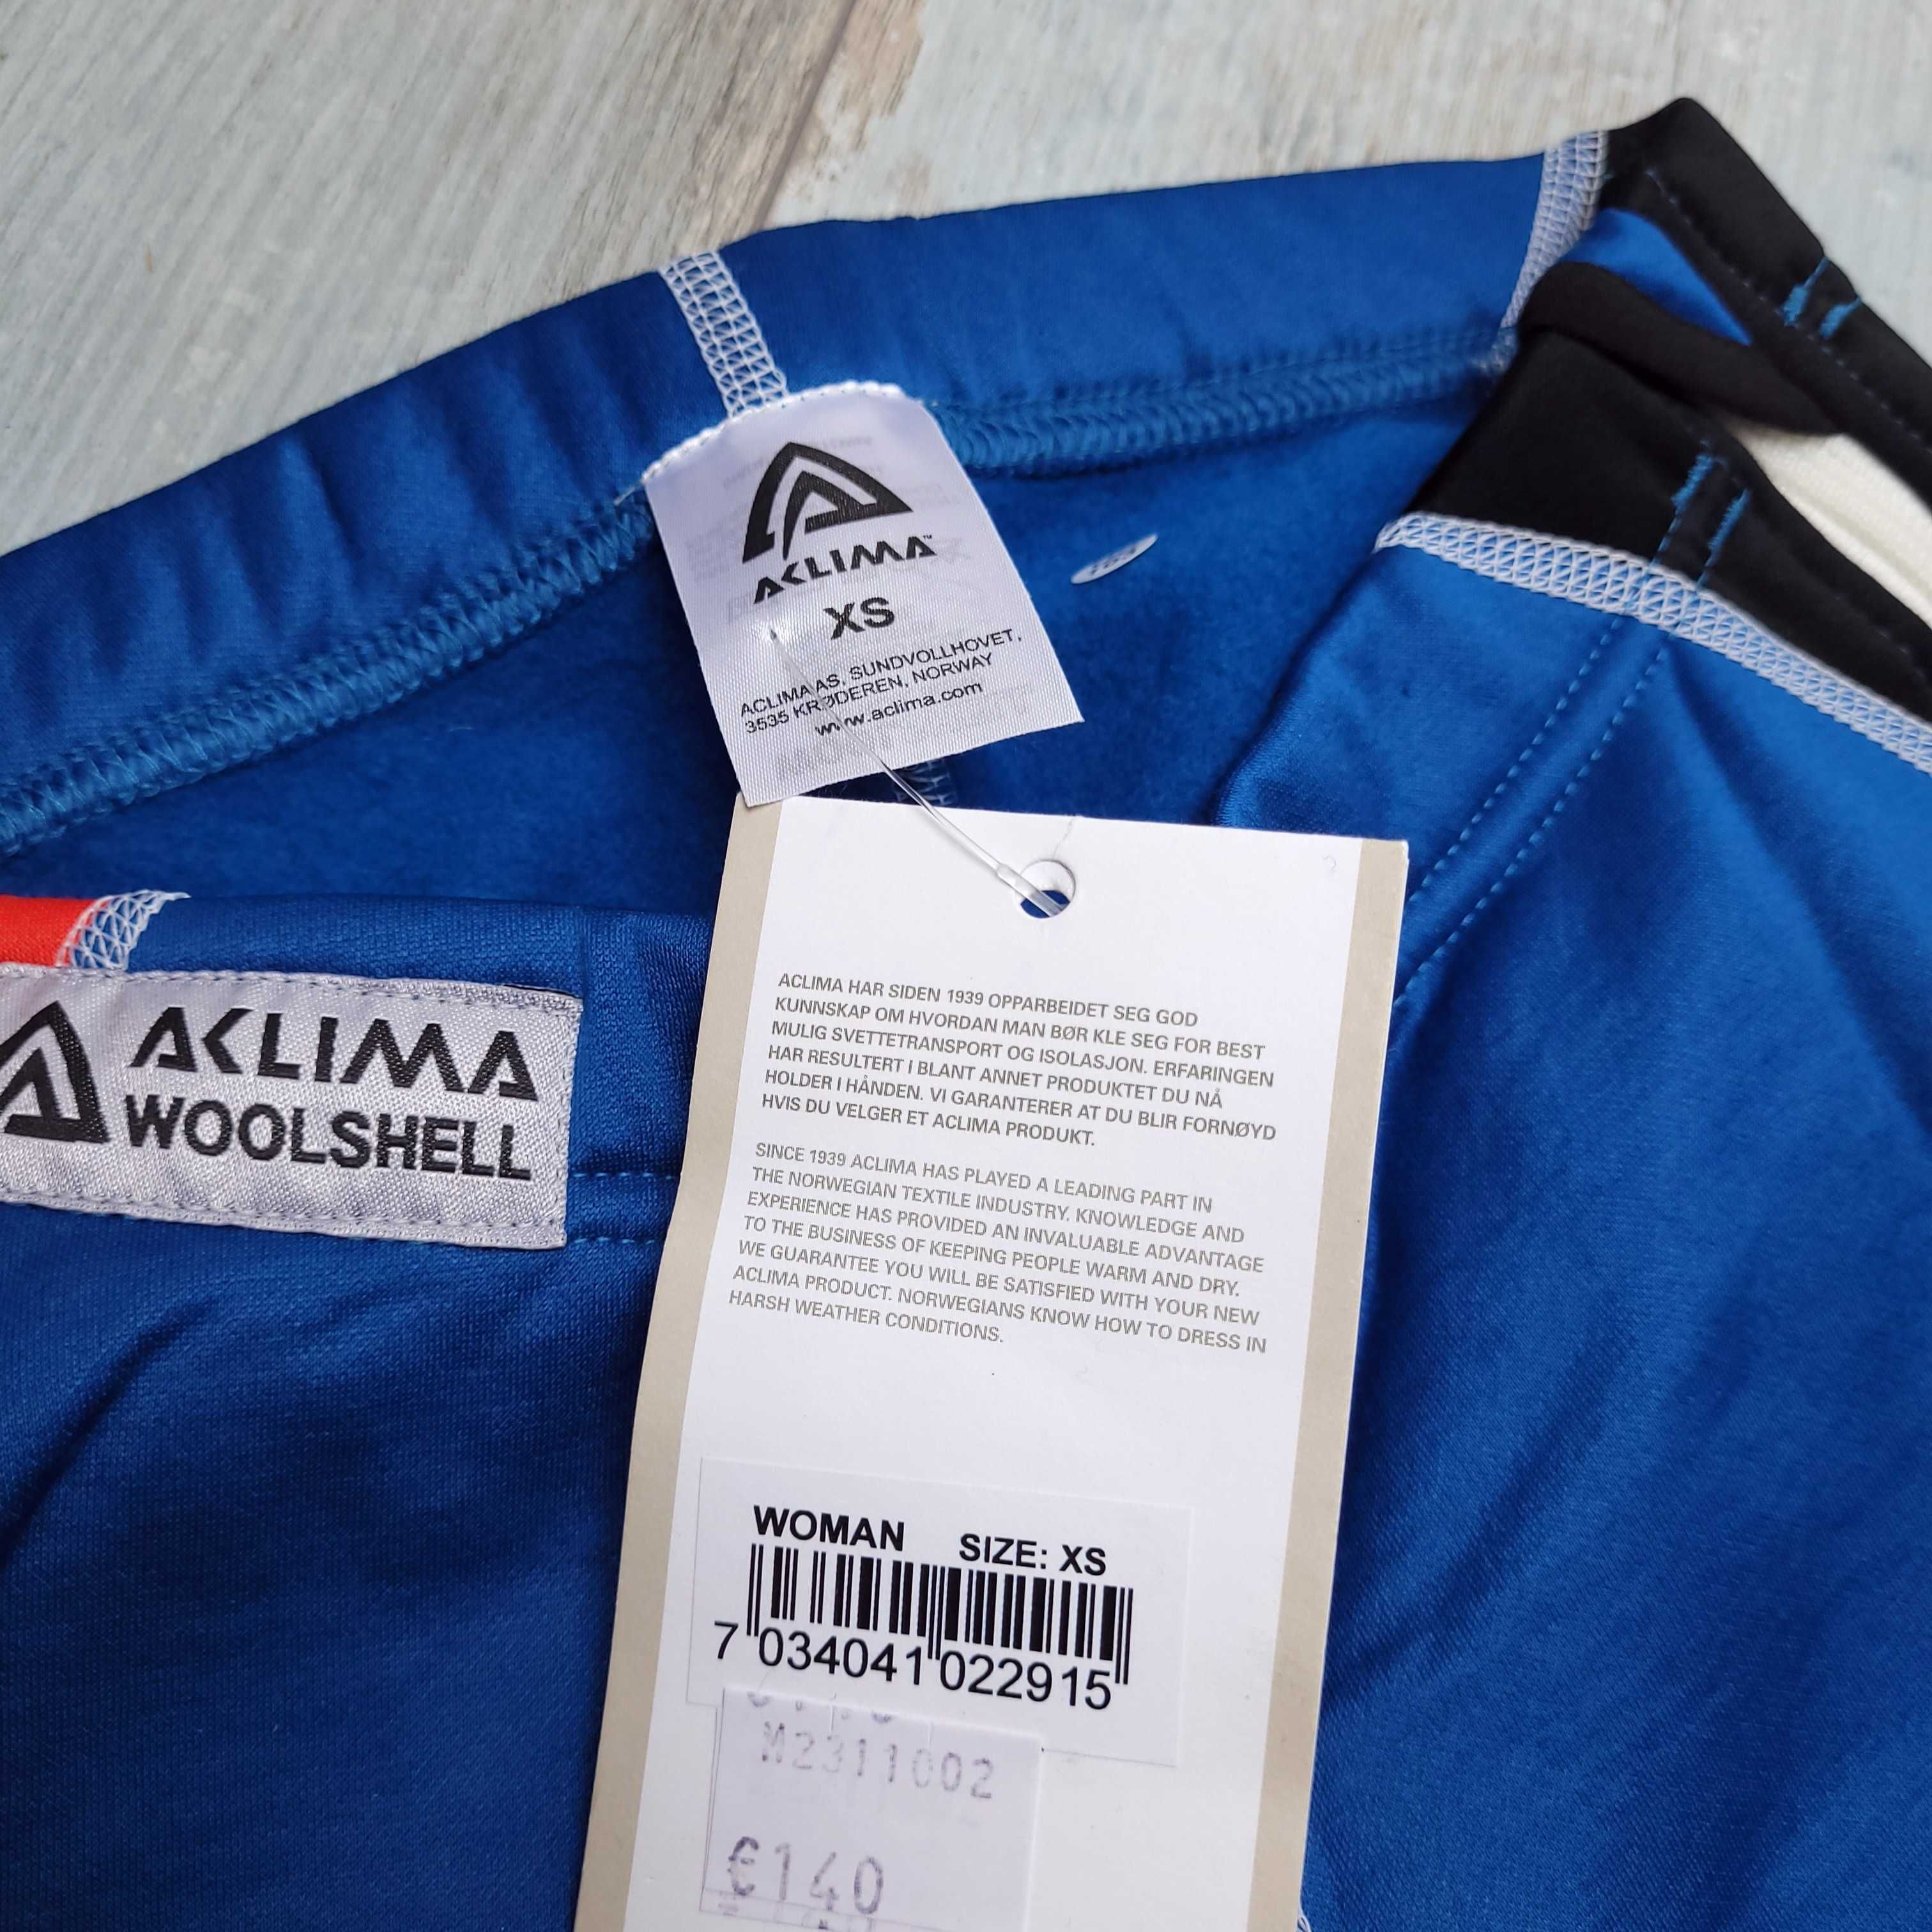 ACLIMA™
XS
ACLIMA AS, SUNDVOLLHOVET,
3535 KRØDEREN, NORWAY
www.aclima.com
ACLIMA
WOOLSHELL
ACLIMA HAR SIDEN 1939 OPPARBEIDET SEG GOD
KUNNSKAP OM HVORDAN MAN BØR KLE SEG FOR BEST
MULIG SVETTETRANSPORT OG ISOLASJON. ERFARINGEN
HAR RESULTERT I BLANT ANNET PRODUKTET DU NÅ
HOLDER I HÅNDEN. VI GARANTERER AT DU BLIR FORNØYD
HVIS DU VELGER ET ACLIMA PRODUKT.
SINCE 1939 ACLIMA HAS PLAYED A LEADING PART IN
THE NORWEGIAN TEXTILE INDUSTRY. KNOWLEDGE AND
EXPERIENCE HAS PROVIDED AN INVALUABLE ADVANTAGE
TO THE BUSINESS OF KEEPING PEOPLE WARM AND DRY.
WE GUARANTEE YOU WILL BE SATISFIED WITH YOUR NEW
ACLIMA PRODUCT. NORWEGIANS KNOW HOW TO DRESS IN
HARSH WEATHER CONDITIONS.
WOMAN SIZE: XS
7 034041 022915
M2311002
€140